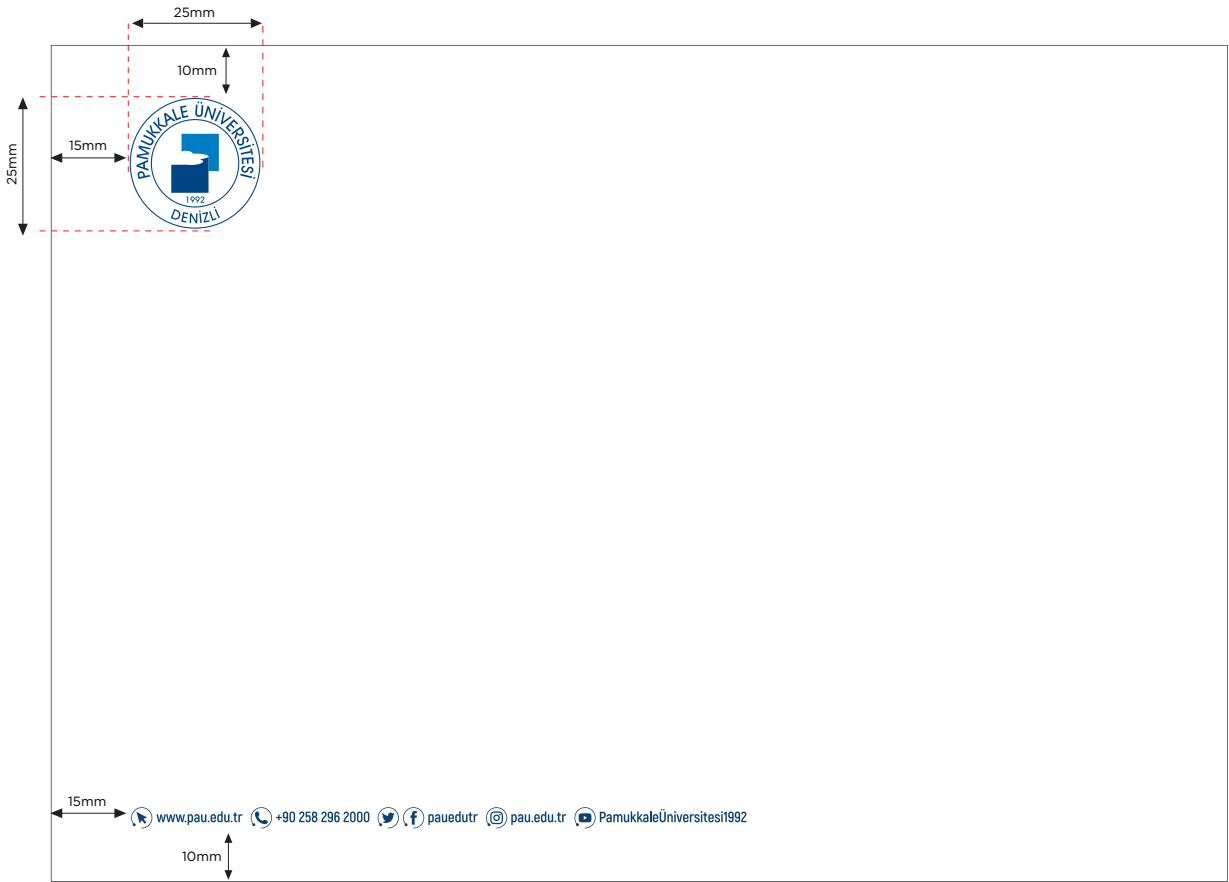 25mm
10mm
25mm
15mm
PAMUKKALE ÜNİVERSİTESİ
1992
DENİZLİ
15mm
www.pau.edu.tr +90 258 296 2000 pauedutr pau.edu.tr PamukkaleÜniversitesi1992
10mm